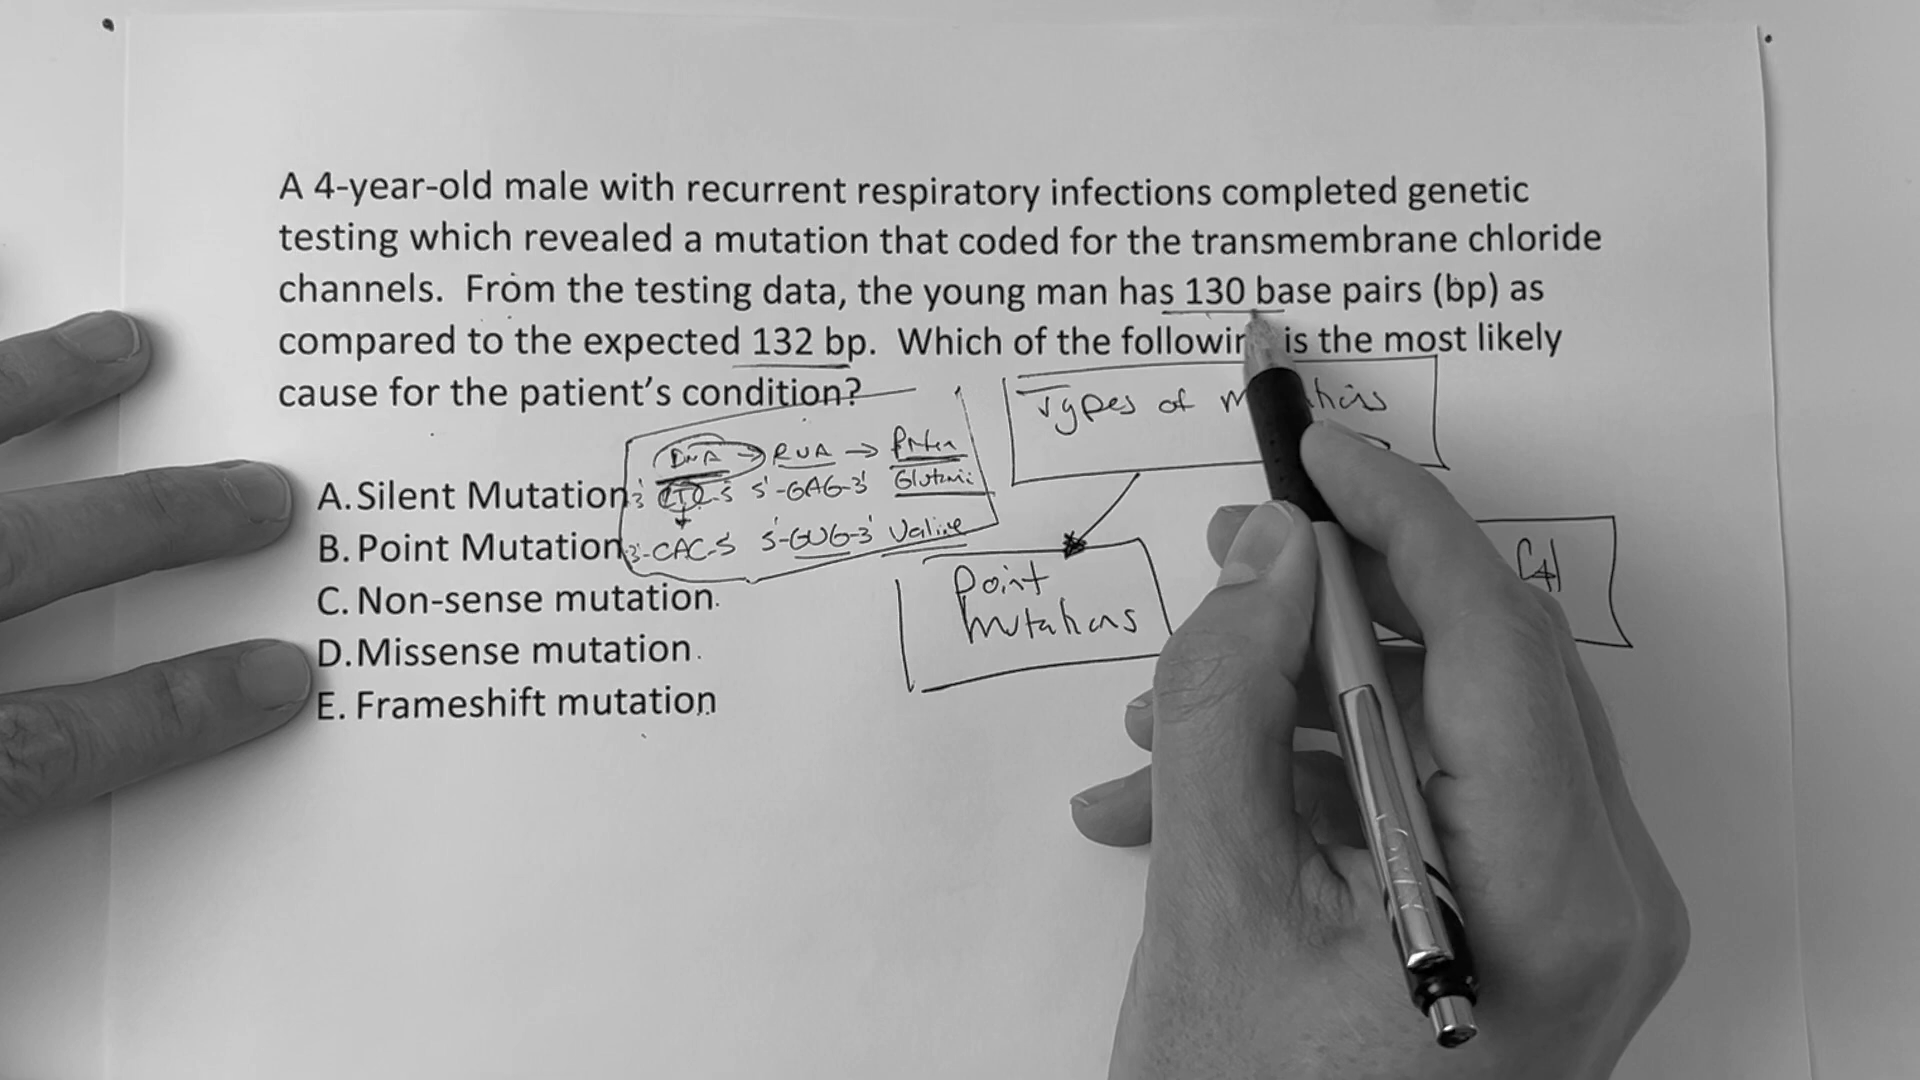 A 4-year-old male with recurrent respiratory infections completed genetic
testing which revealed a mutation that coded for the transmembrane chloride
channels. From the testing data, the young man has 130 base pairs (bp) as
compared to the expected 132 bp. Which of the followin is the most likely
cause for the patient's condition?
Types of
DNA → RNA → Protein
5'-GAG-3' Glutamic
3'-CAC-5 5'-GUG-3' Valine
A. Silent Mutation
B. Point Mutation
C. Non-sense mutation
D. Missense mutation
E. Frameshift mutation
Point
mutations